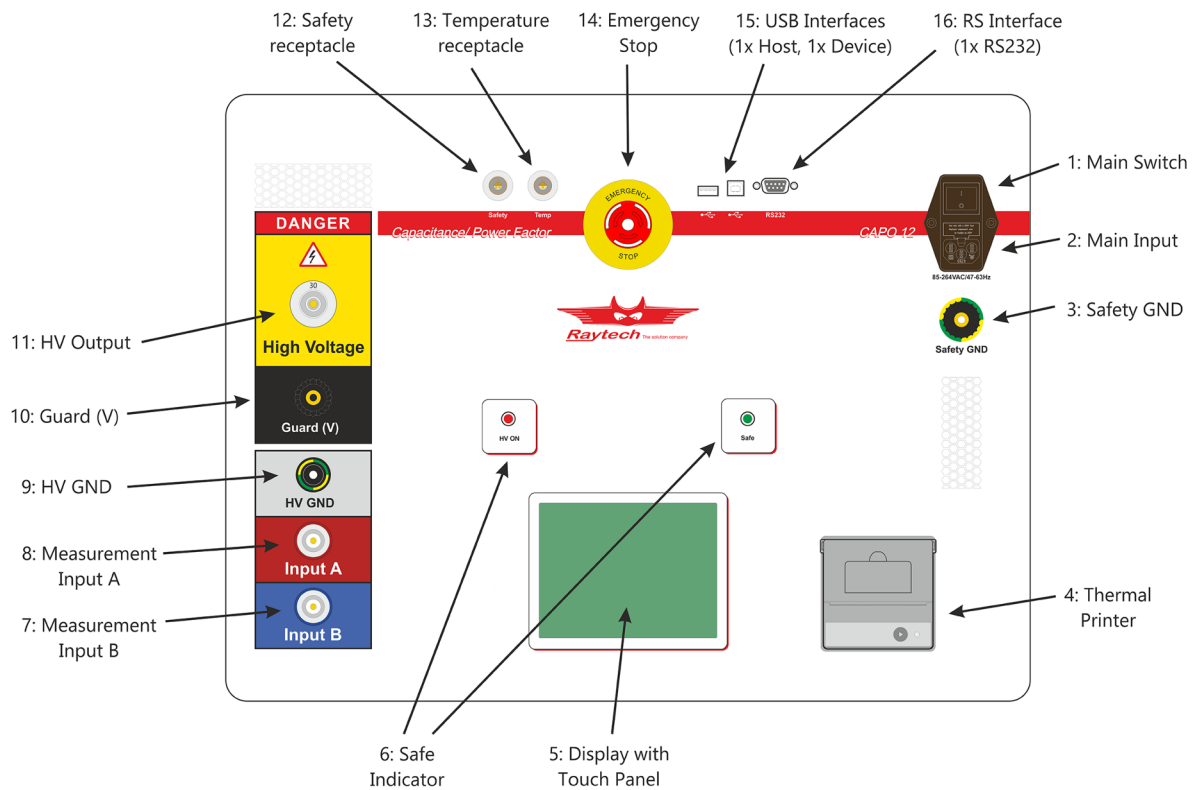 12: Safety
receptacle
13: Temperature
receptacle
14: Emergency
Stop
15: USB Interfaces
(1x Host, 1x Device)
16: RS Interface
(1x RS232)
1: Main Switch
2: Main Input
3: Safety GND
4: Thermal
Printer
5: Display with
Touch Panel
6: Safe
Indicator
7: Measurement
Input B
8: Measurement
Input A
9: HV GND
10: Guard (V)
11: HV Output
DANGER
30
High Voltage
Guard (V)
HV GND
Input A
Input B
Safety
Temp
Capacitance/ Power Factor
EMERGENCY
STOP
RS232
CAPO 12
85-264VAC/47-63Hz
Safety GND
Raytech The solution company
HV ON
Safe